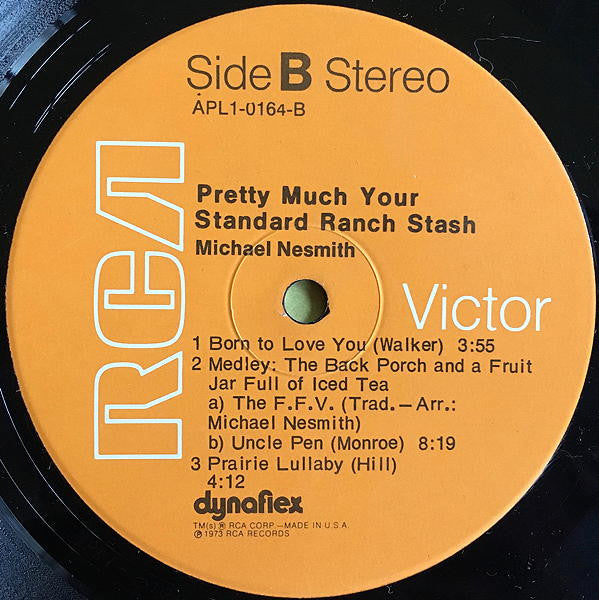 Side B Stereo
APL1-0164-B
Pretty Much Your
Standard Ranch Stash
Michael Nesmith
RCA
Victor
1 Born to Love You (Walker) 3:55
2 Medley: The Back Porch and a Fruit
Jar Full of Iced Tea
a) The F.F.V. (Trad.—Arr.:
Michael Nesmith)
b) Uncle Pen (Monroe) 8:19
3 Prairie Lullaby (Hill)
4:12
dynaflex
TM(s) ® RCA CORP.—MADE IN U.S.A.
℗ 1973 RCA RECORDS